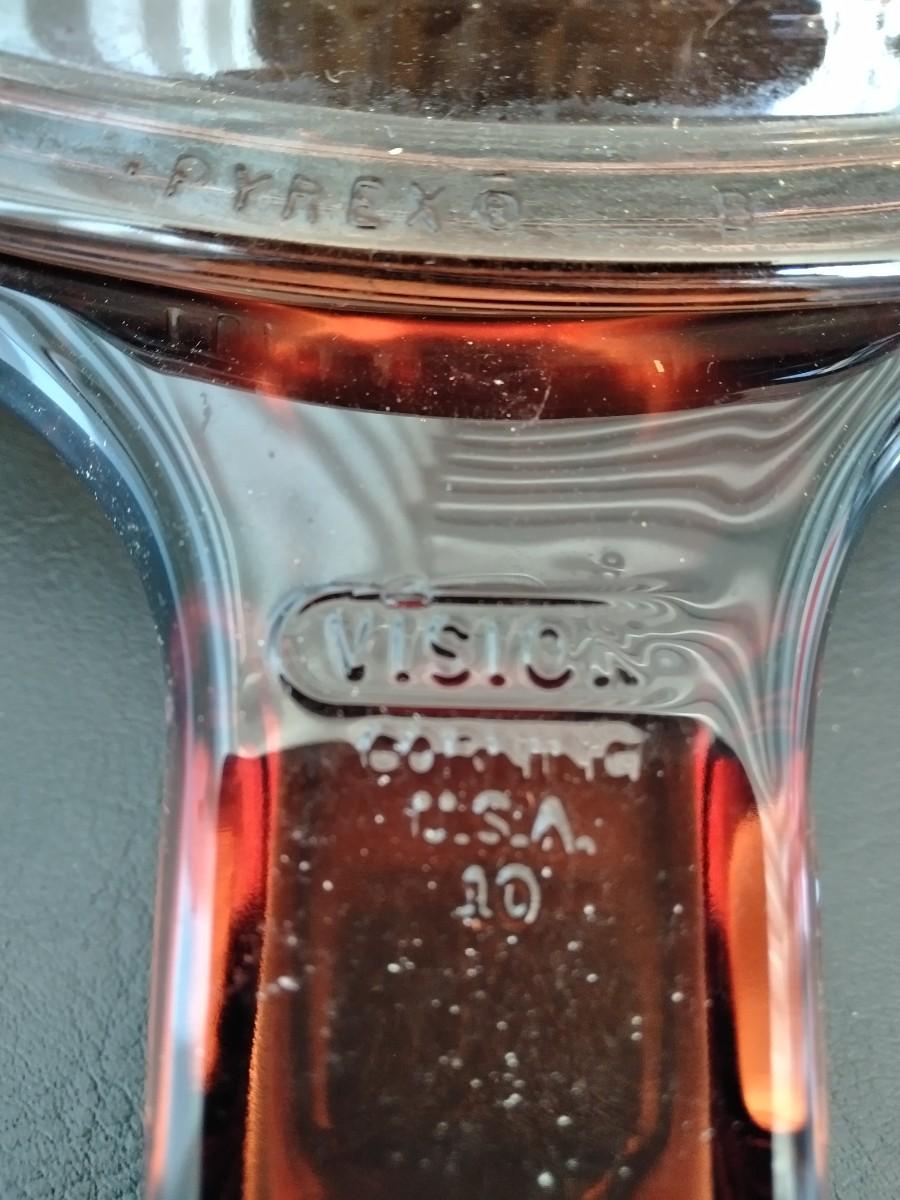 PYREX ® B
VISION
CORNING
U.S.A.
10